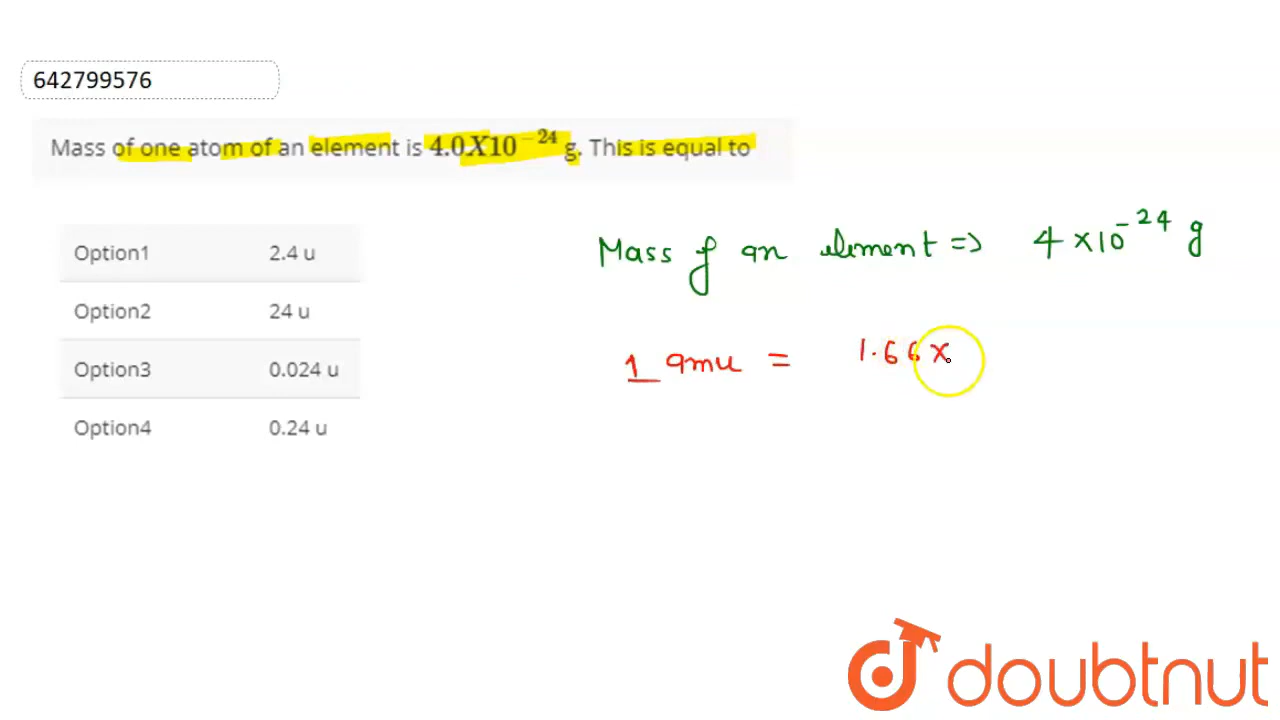 642799576
Mass of one atom of an element is 4.0X10⁻²⁴ g. This is equal to
Option1 2.4 u
Option2 24 u
Option3 0.024 u
Option4 0.24 u
Mass of an element => 4 × 10⁻²⁴ g
1 amu = 1.66 ×
doubtnut